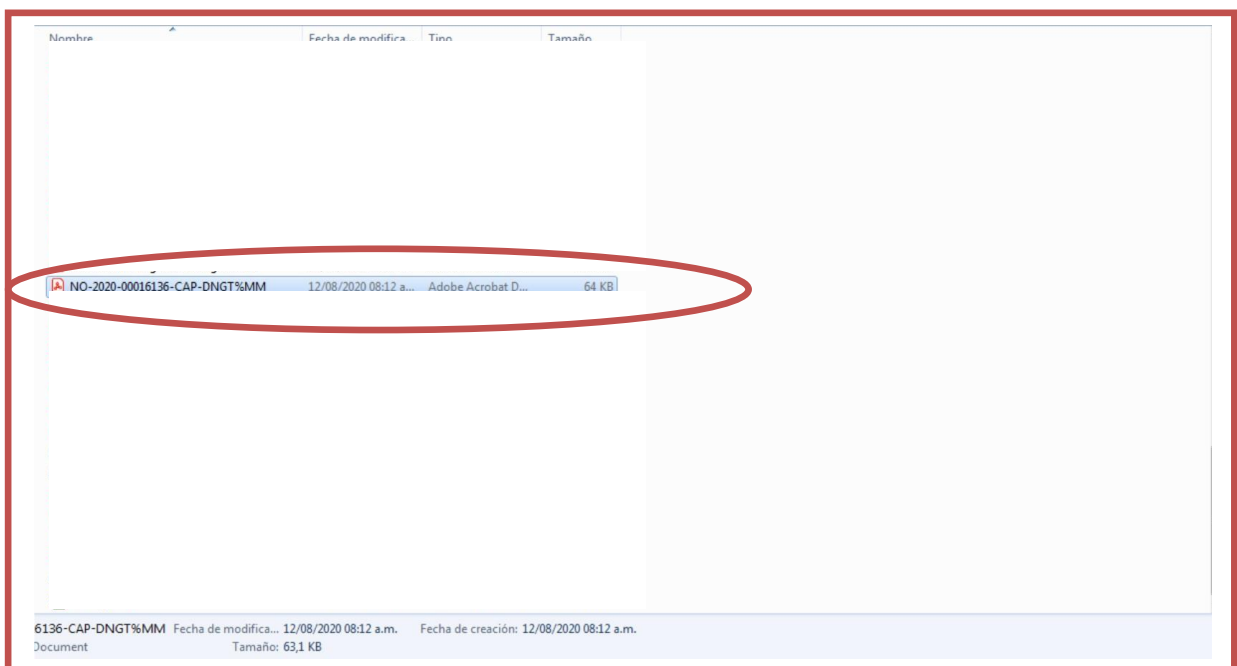 Nombre Fecha de modifica... Tipo Tamaño
NO-2020-00016136-CAP-DNGT%MM 12/08/2020 08:12 a... Adobe Acrobat D... 64 KB
6136-CAP-DNGT%MM Fecha de modifica... 12/08/2020 08:12 a.m. Fecha de creación: 12/08/2020 08:12 a.m.
Document Tamaño: 63,1 KB